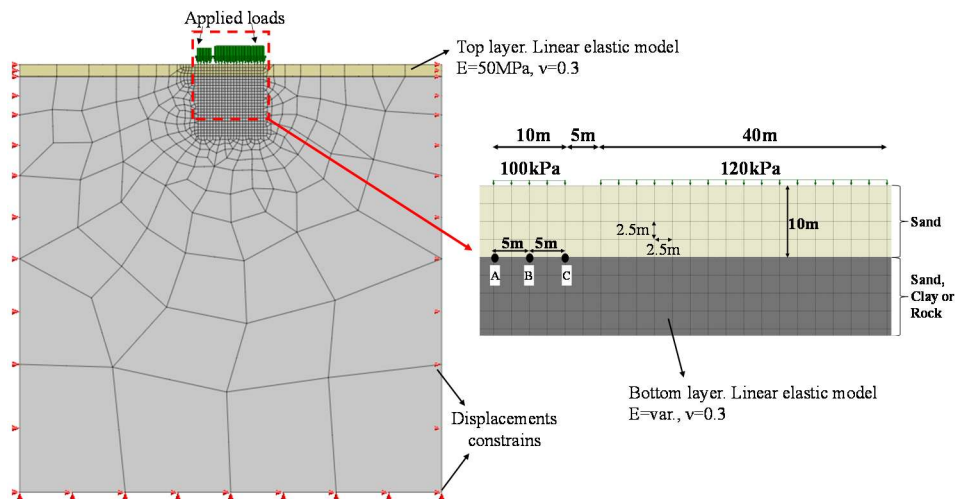 Applied loads
Top layer. Linear elastic model
E=50MPa, ν=0.3
10m
5m
40m
100kPa
120kPa
10m
Sand
2.5m
2.5m
5m
5m
A
B
C
Sand,
Clay or
Rock
Bottom layer. Linear elastic model
E=var., ν=0.3
Displacements
constrains